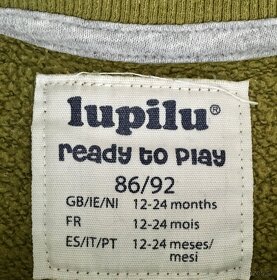 lupilu®
ready to play
86/92
GB/IE/NI 12-24 months
FR 12-24 mois
ES/IT/PT 12-24 meses/
mesi